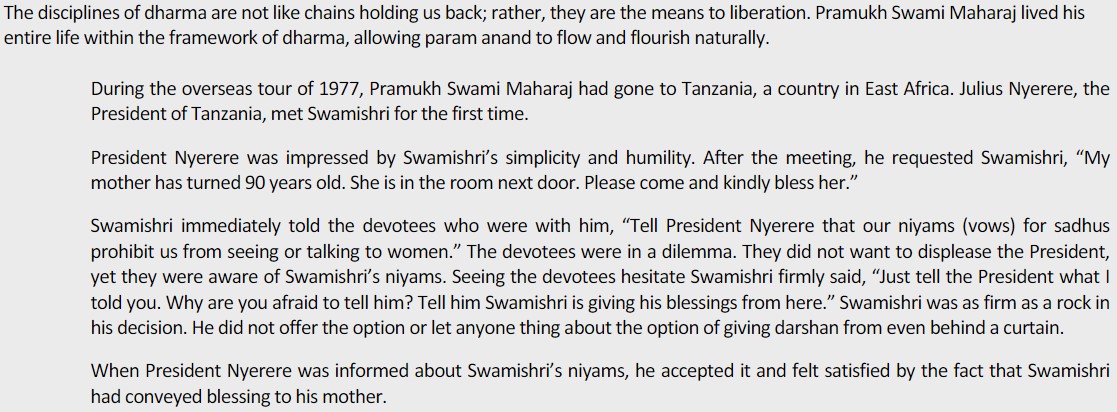 The disciplines of dharma are not like chains holding us back; rather, they are the means to liberation. Pramukh Swami Maharaj lived his
entire life within the framework of dharma, allowing param anand to flow and flourish naturally.
During the overseas tour of 1977, Pramukh Swami Maharaj had gone to Tanzania, a country in East Africa. Julius Nyerere, the
President of Tanzania, met Swamishri for the first time.
President Nyerere was impressed by Swamishri’s simplicity and humility. After the meeting, he requested Swamishri, “My
mother has turned 90 years old. She is in the room next door. Please come and kindly bless her.”
Swamishri immediately told the devotees who were with him, “Tell President Nyerere that our niyams (vows) for sadhus
prohibit us from seeing or talking to women.” The devotees were in a dilemma. They did not want to displease the President,
yet they were aware of Swamishri’s niyams. Seeing the devotees hesitate Swamishri firmly said, “Just tell the President what I
told you. Why are you afraid to tell him? Tell him Swamishri is giving his blessings from here.” Swamishri was as firm as a rock in
his decision. He did not offer the option or let anyone thing about the option of giving darshan from even behind a curtain.
When President Nyerere was informed about Swamishri’s niyams, he accepted it and felt satisfied by the fact that Swamishri
had conveyed blessing to his mother.